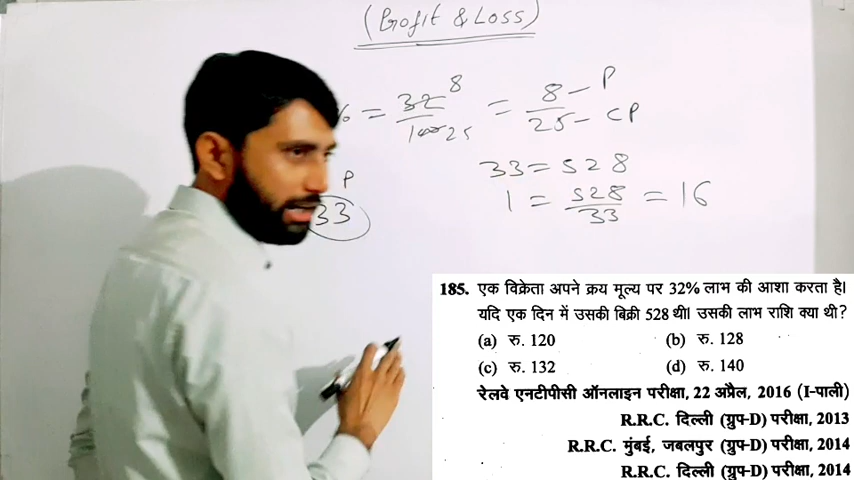 (Profit & Loss)
% = 32 8 / 100 25 = 8 - P / 25 - CP
33 = 528
1 = 528 / 33 = 16
P
33
185. एक विक्रेता अपने क्रय मूल्य पर 32% लाभ की आशा करता है।
यदि एक दिन में उसकी बिक्री 528 थी। उसकी लाभ राशि क्या थी?
(a) रु. 120 (b) रु. 128
(c) रु. 132 (d) रु. 140
रेलवे एनटीपीसी ऑनलाइन परीक्षा, 22 अप्रैल, 2016 (I-पाली)
R.R.C. दिल्ली (ग्रुप-D) परीक्षा, 2013
R.R.C. मुंबई, जबलपुर (ग्रुप-D) परीक्षा, 2014
R.R.C. दिल्ली (ग्रुप-D) परीक्षा, 2014